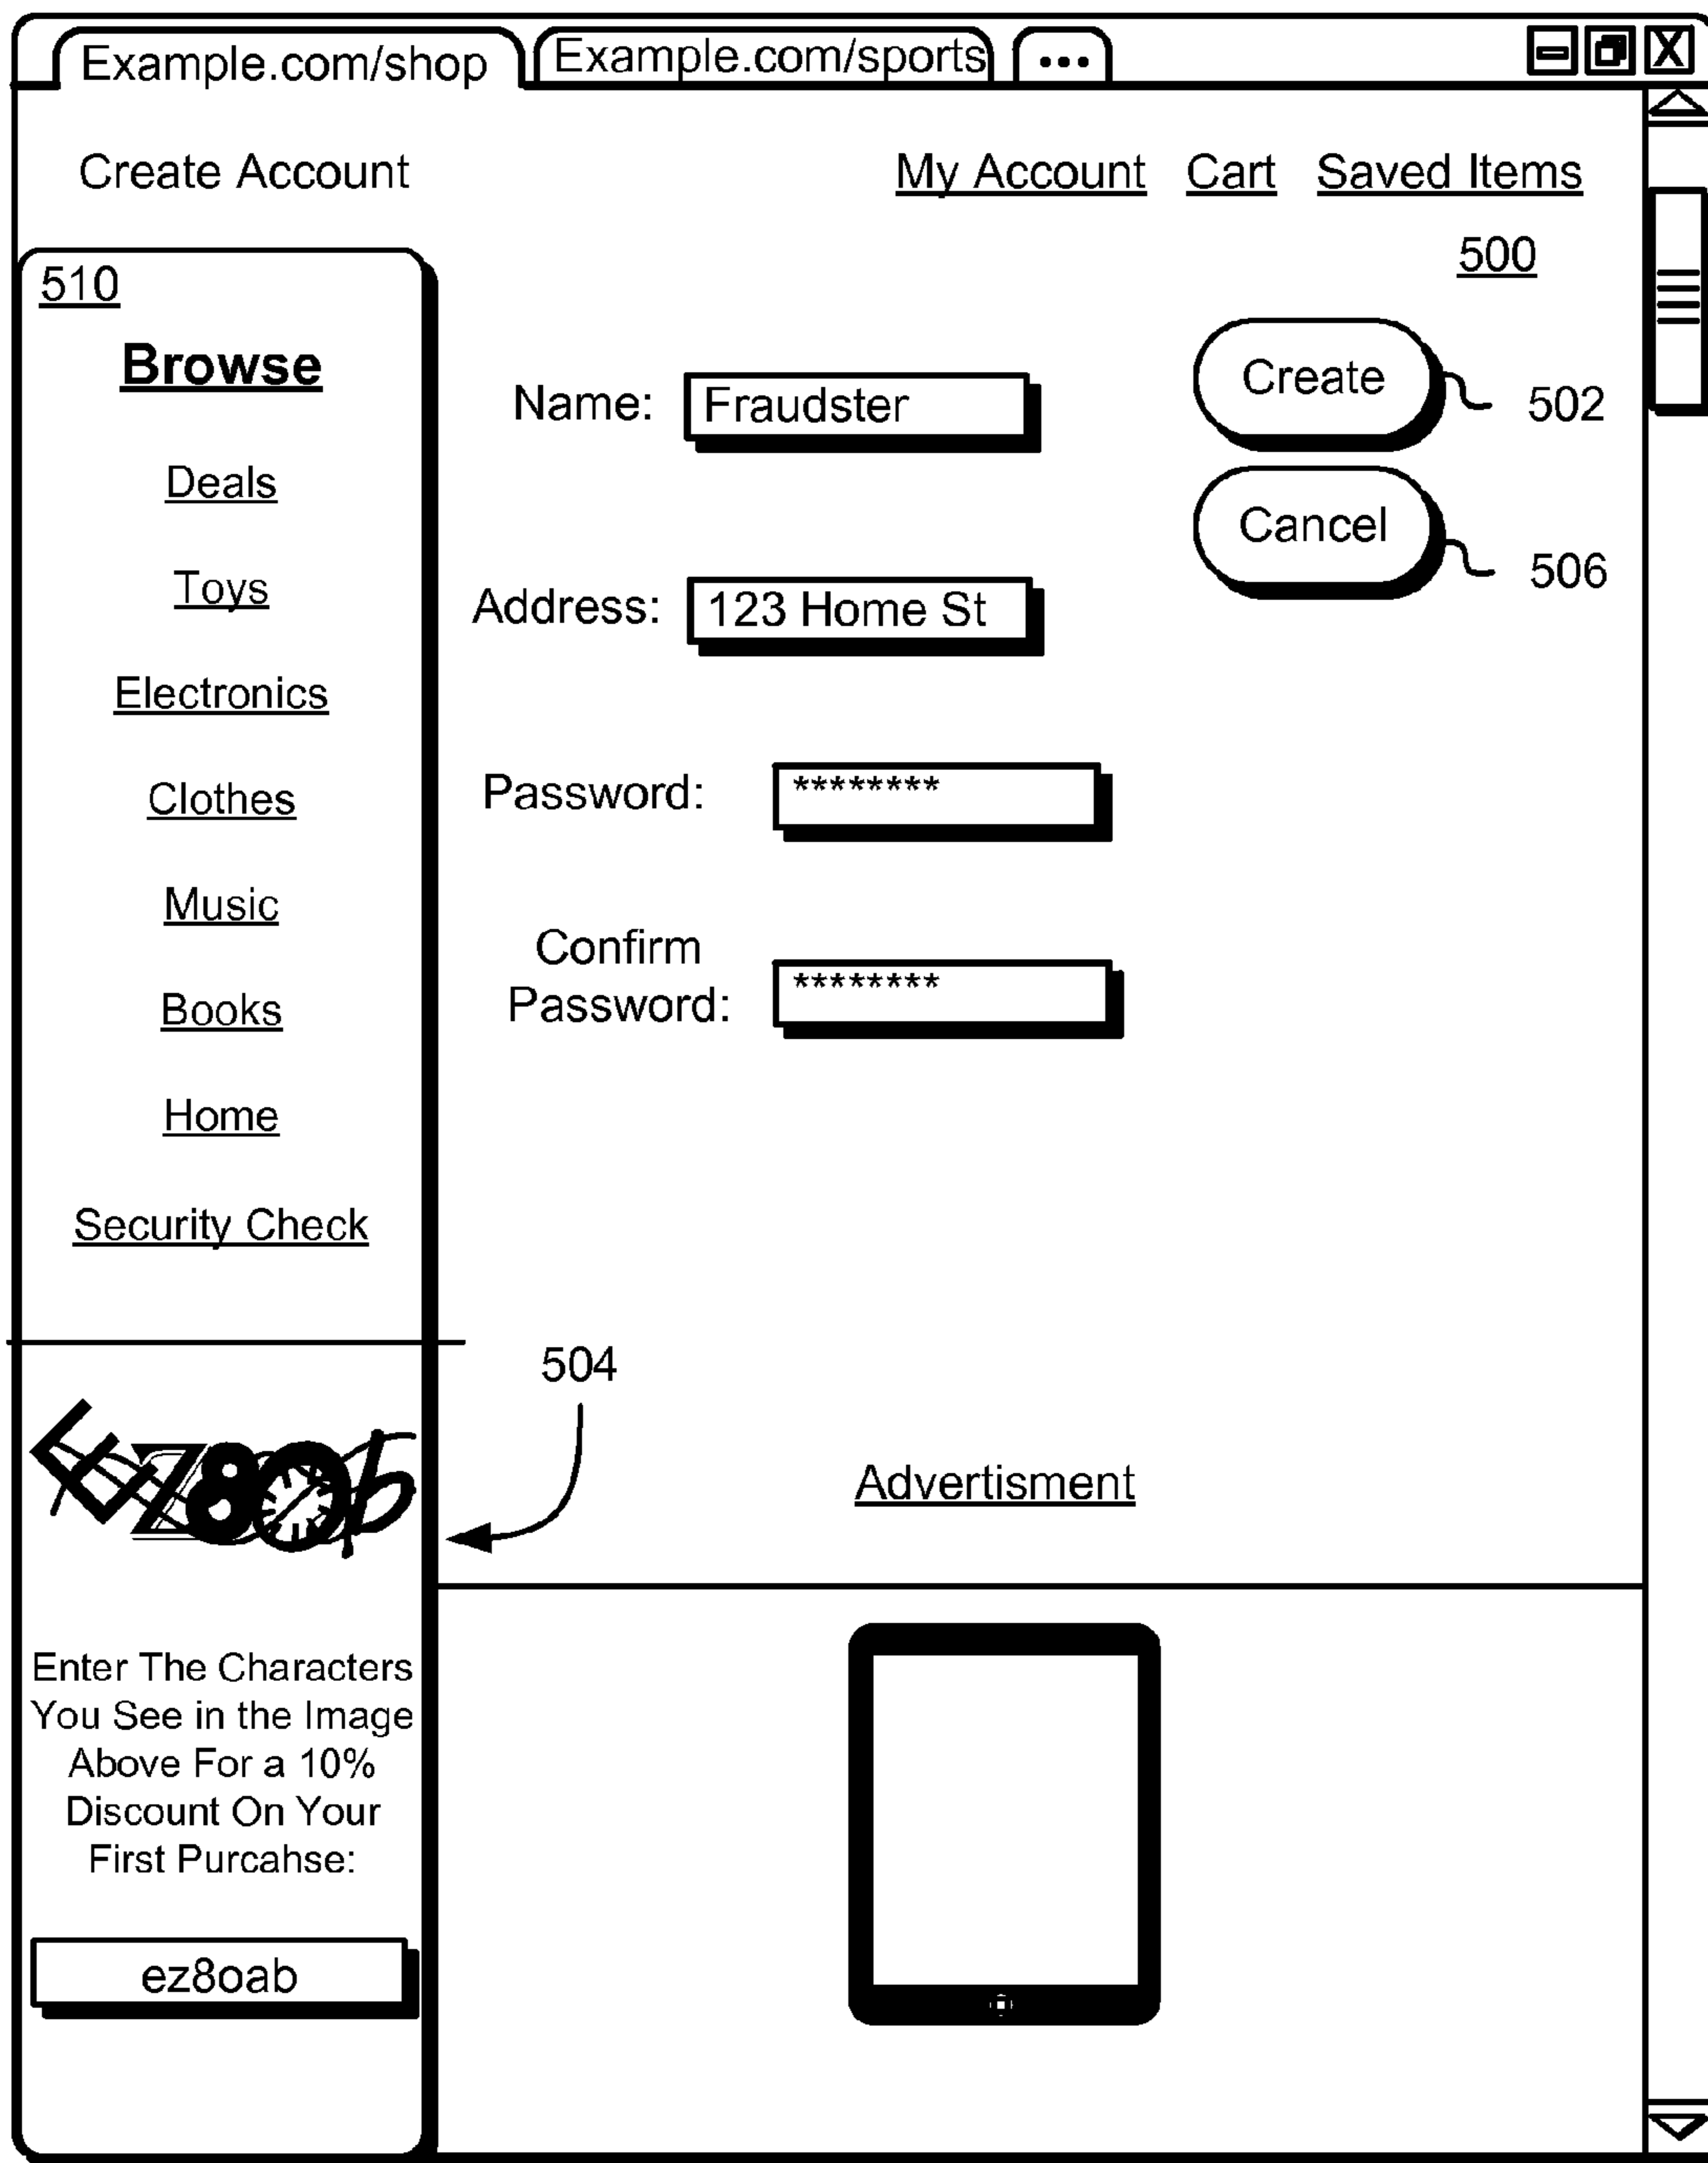 Example.com/shop
Example.com/sports
...
X
Create Account
My Account Cart Saved Items
500
510
Browse
Deals
Toys
Electronics
Clothes
Music
Books
Home
Security Check
Name: Fraudster
Create
502
Cancel
506
Address: 123 Home St
Password: ********
Confirm
Password: ********
504
Ez8Ob
Enter The Characters
You See in the Image
Above For a 10%
Discount On Your
First Purcahse:
ez8oab
Advertisment